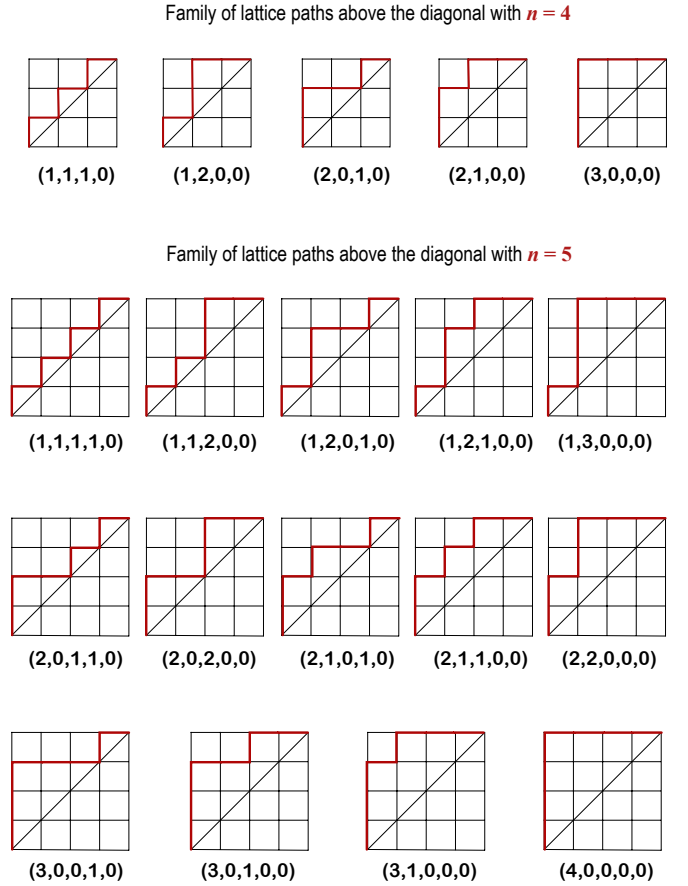 Family of lattice paths above the diagonal with n = 4
(1,1,1,0) (1,2,0,0) (2,0,1,0) (2,1,0,0) (3,0,0,0)
Family of lattice paths above the diagonal with n = 5
(1,1,1,1,0) (1,1,2,0,0) (1,2,0,1,0) (1,2,1,0,0) (1,3,0,0,0)
(2,0,1,1,0) (2,0,2,0,0) (2,1,0,1,0) (2,1,1,0,0) (2,2,0,0,0)
(3,0,0,1,0) (3,0,1,0,0) (3,1,0,0,0) (4,0,0,0,0)